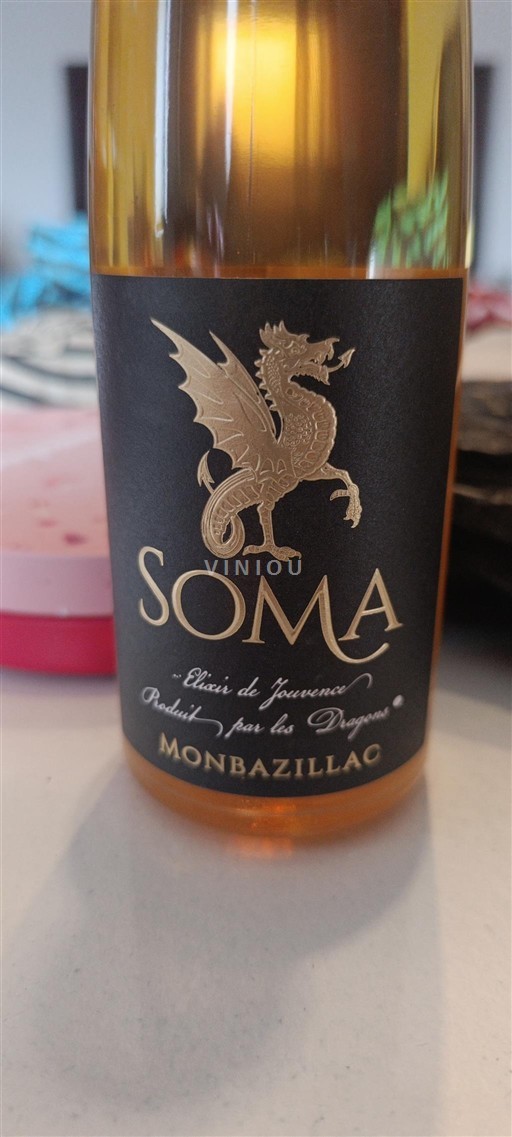 VINIOU
SOMA
"Elixir de Jouvence
Produit par les Dragons"
MONBAZILLAC